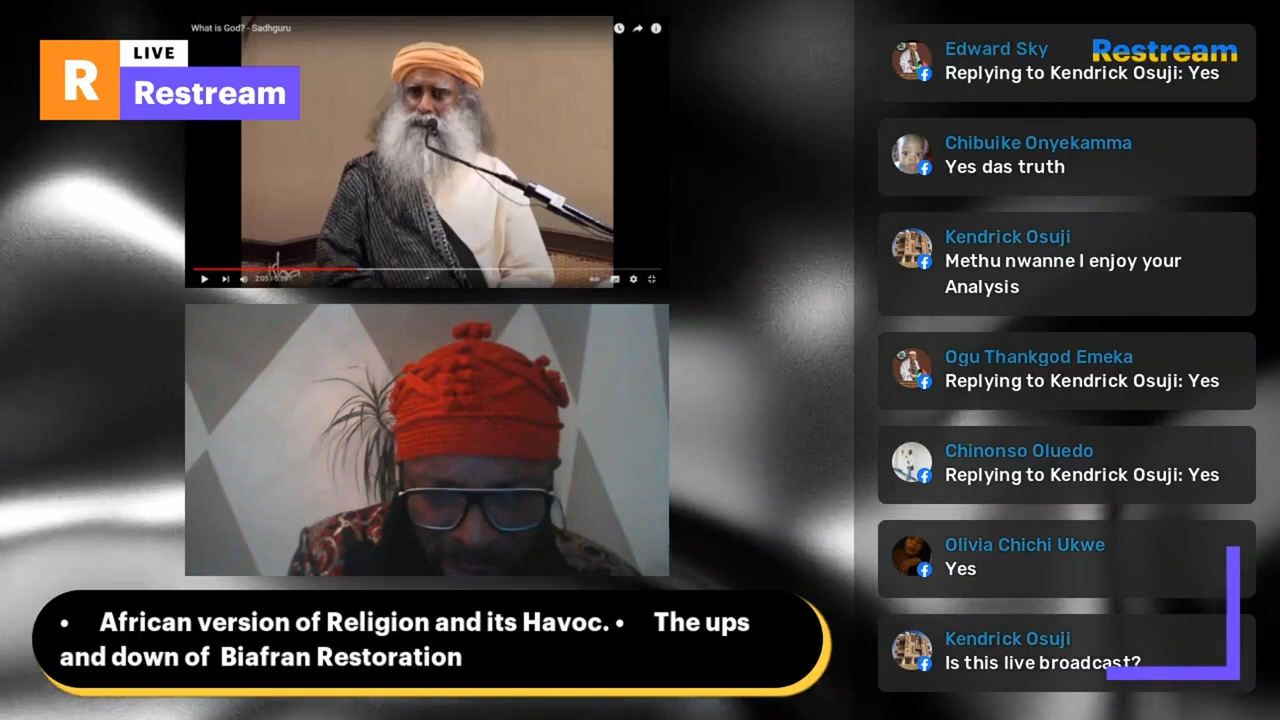 What is God? - Sadhguru
LIVE
R
Restream
• African version of Religion and its Havoc. • The ups
and down of Biafran Restoration
Restream
Edward Sky
Replying to Kendrick Osuji: Yes
Chibuike Onyekamma
Yes das truth
Kendrick Osuji
Methu nwanne I enjoy your
Analysis
Ogu Thankgod Emeka
Replying to Kendrick Osuji: Yes
Chinonso Oluedo
Replying to Kendrick Osuji: Yes
Olivia Chichi Ukwe
Yes
Kendrick Osuji
Is this live broadcast?